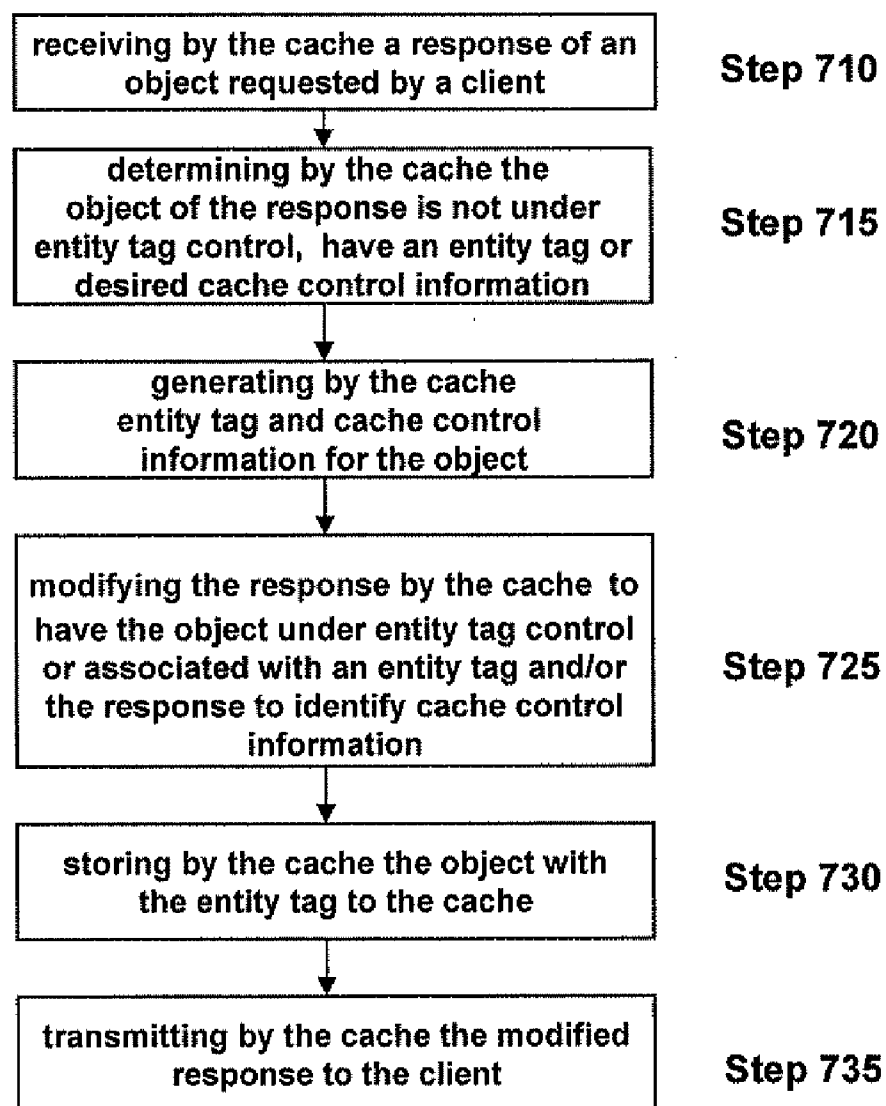 receiving by the cache a response of an
object requested by a client
Step 710
determining by the cache the
object of the response is not under
entity tag control, have an entity tag or
desired cache control information
Step 715
generating by the cache
entity tag and cache control
information for the object
Step 720
modifying the response by the cache to
have the object under entity tag control
or associated with an entity tag and/or
the response to identify cache control
information
Step 725
storing by the cache the object with
the entity tag to the cache
Step 730
transmitting by the cache the modified
response to the client
Step 735